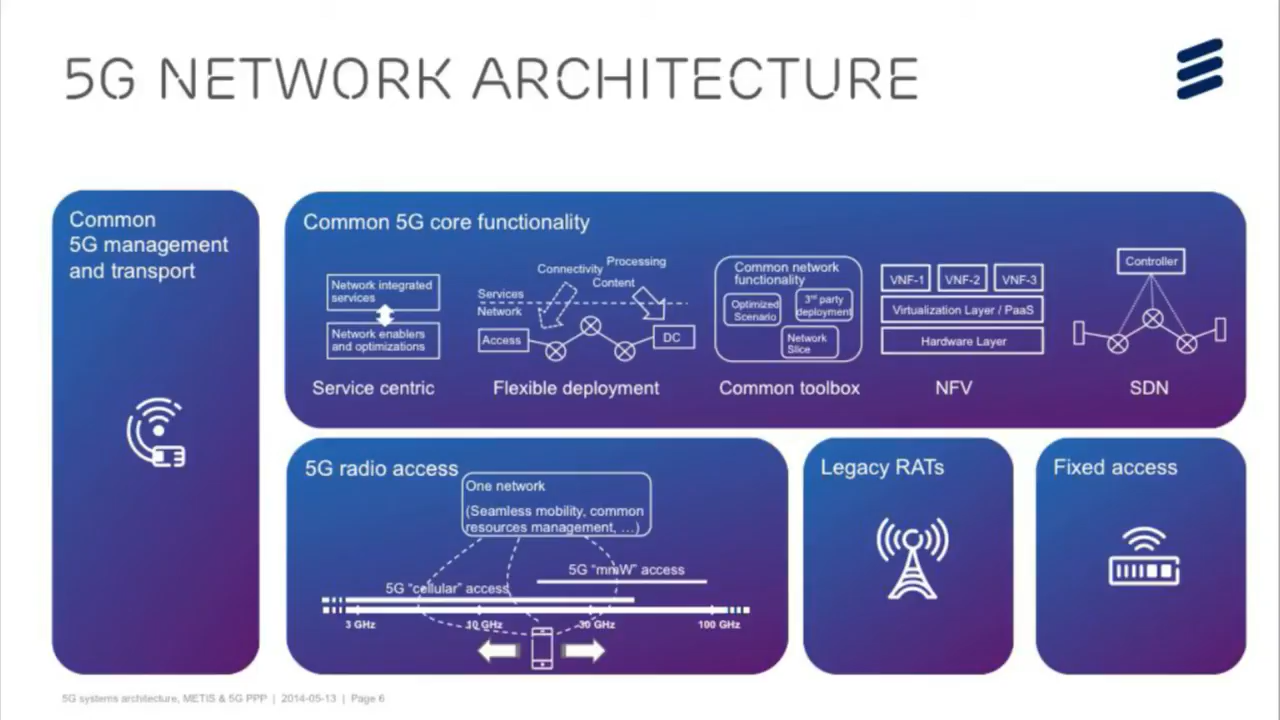 5G NETWORK ARCHITECTURE
Common
5G management
and transport
Common 5G core functionality
Network integrated
services
Network enablers
and optimizations
Service centric
Connectivity
Processing
Content
Services
Network
Access
DC
Flexible deployment
Common network
functionality
Optimized
Scenario
3rd party
deployment
Network
Slice
Common toolbox
VNF-1
VNF-2
VNF-3
Virtualization Layer / PaaS
Hardware Layer
NFV
Controller
SDN
5G radio access
One network
(Seamless mobility, common
resources management, …)
5G "mmW" access
5G "cellular" access
3 GHz
10 GHz
30 GHz
100 GHz
Legacy RATs
Fixed access
5G systems architecture, METIS & 5G PPP | 2014-05-13 | Page 6